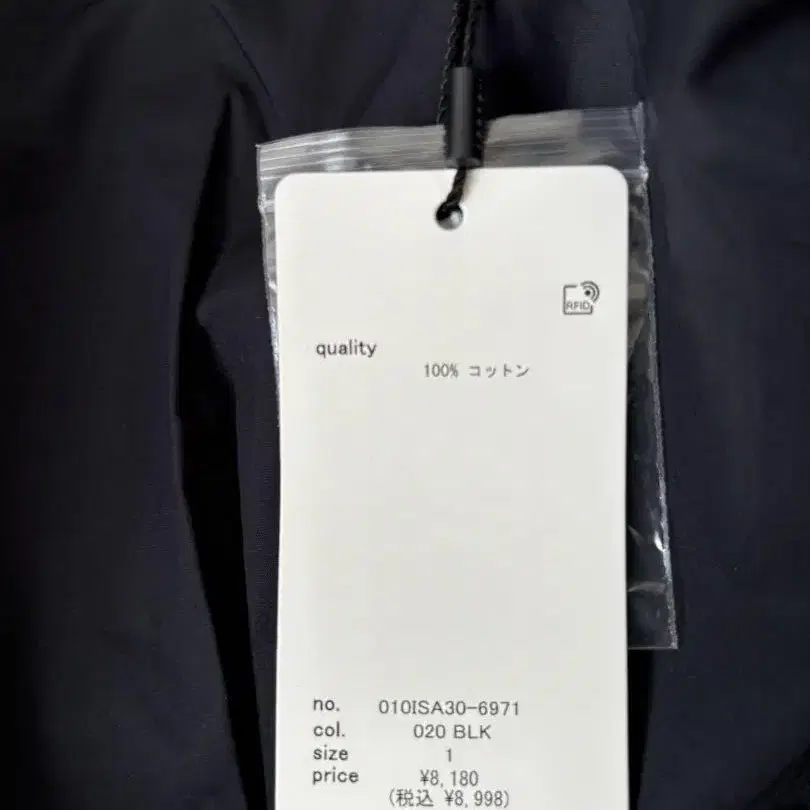 RFID
quality
100% コットン
no. 010ISA30-6971
col. 020 BLK
size 1
price ¥8,180
(税込 ¥8,998)